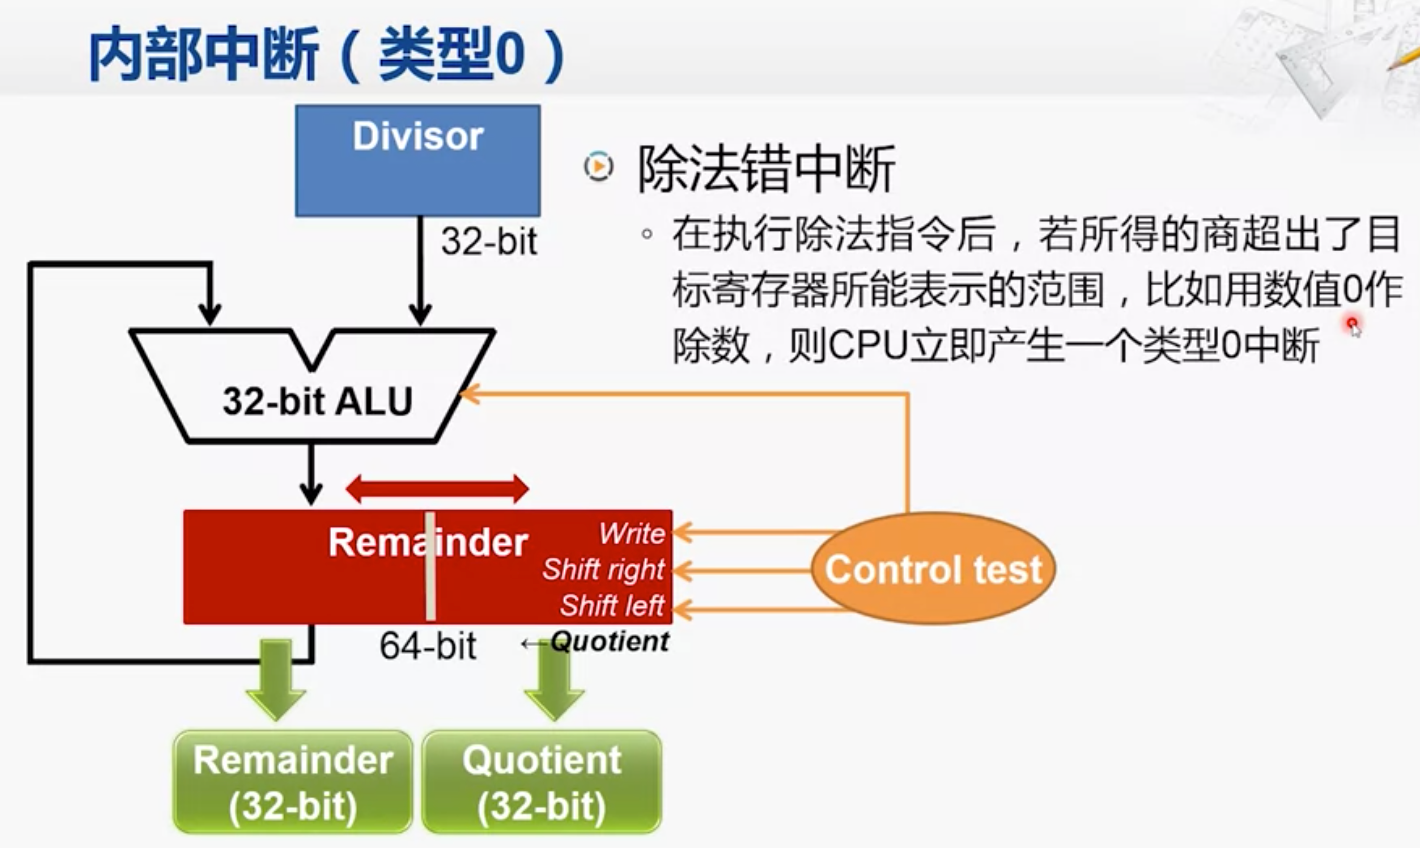 内部中断（类型0）
Divisor
32-bit
除法错中断
在执行除法指令后，若所得的商超出了目
标寄存器所能表示的范围，比如用数值0作
除数，则CPU立即产生一个类型0中断
32-bit ALU
Remainder
Write
Shift right
Shift left
Control test
64-bit
←Quotient
Remainder
(32-bit)
Quotient
(32-bit)